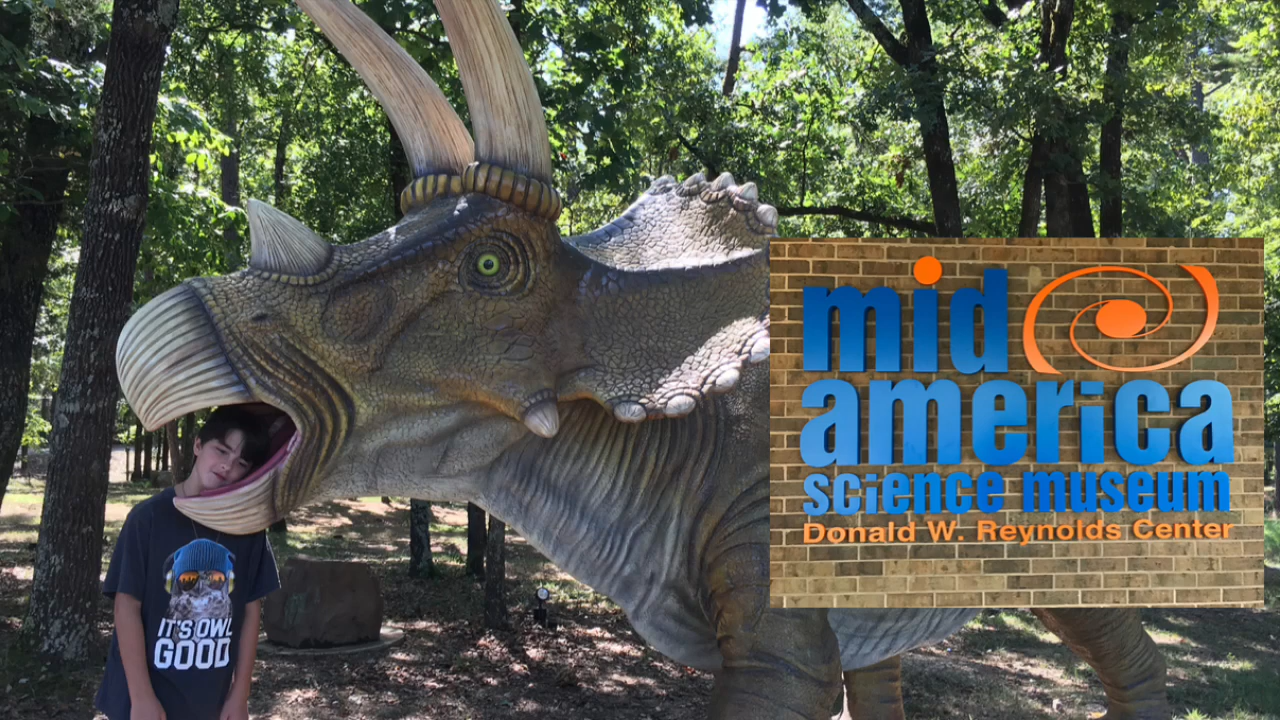 IT'S OWL
GOOD
mid
america
science museum
Donald W. Reynolds Center